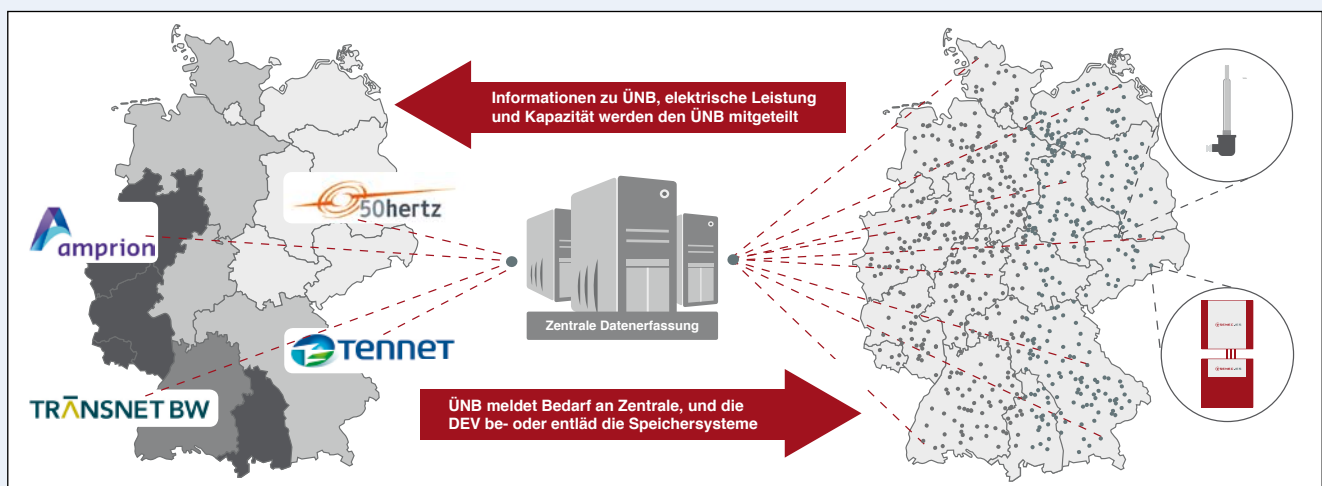 Informationen zu ÜNB, elektrische Leistung
und Kapazität werden den ÜNB mitgeteilt
50hertz
amprion
Zentrale Datenerfassung
TENNET
TRANSNET BW
ÜNB meldet Bedarf an Zentrale, und die
DEV be- oder entläd die Speichersysteme